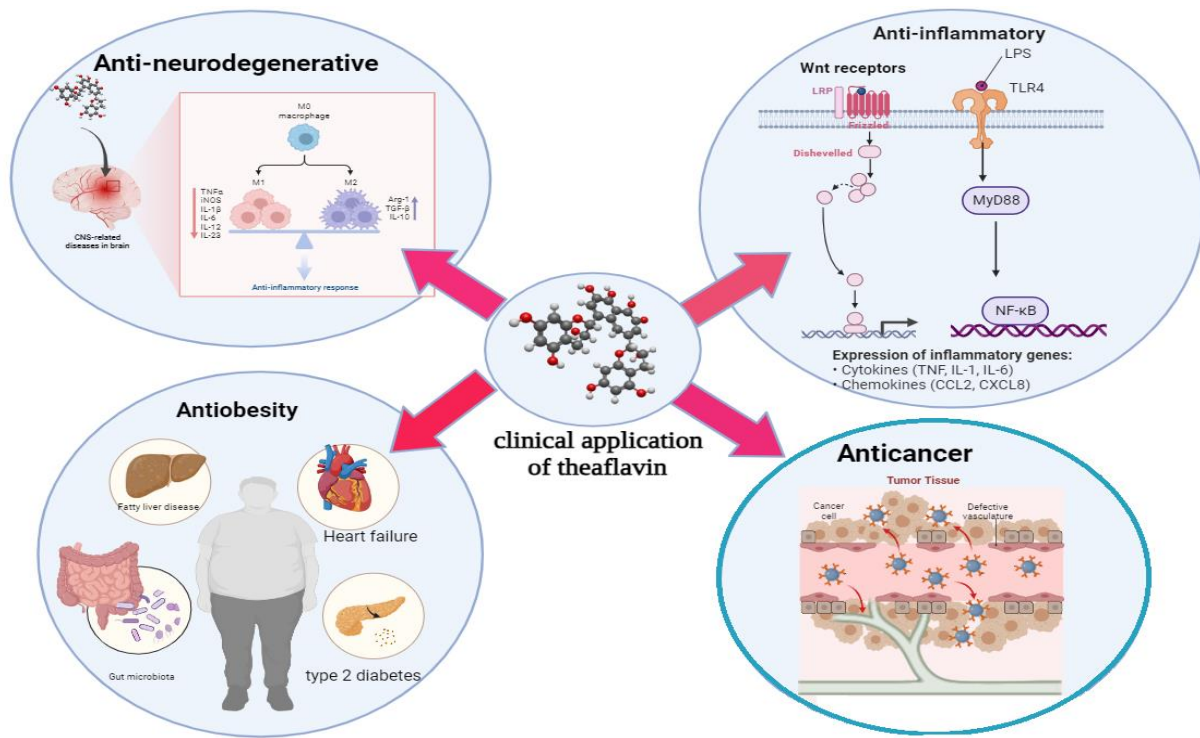 Anti-neurodegenerative
M0
macrophage
M1
M2
TNFα
iNOS
IL-1β
IL-6
IL-12
IL-23
Arg-1
TGF-β
IL-10
CNS-related
diseases in brain
Anti-inflammatory response
Anti-inflammatory
LPS
Wnt receptors
TLR4
LRP
Frizzled
Dishevelled
MyD88
NF-κB
Expression of inflammatory genes:
• Cytokines (TNF, IL-1, IL-6)
• Chemokines (CCL2, CXCL8)
clinical application
of theaflavin
Antiobesity
Fatty liver disease
Heart failure
Gut microbiota
type 2 diabetes
Anticancer
Tumor Tissue
Cancer
cell
Defective
vasculature